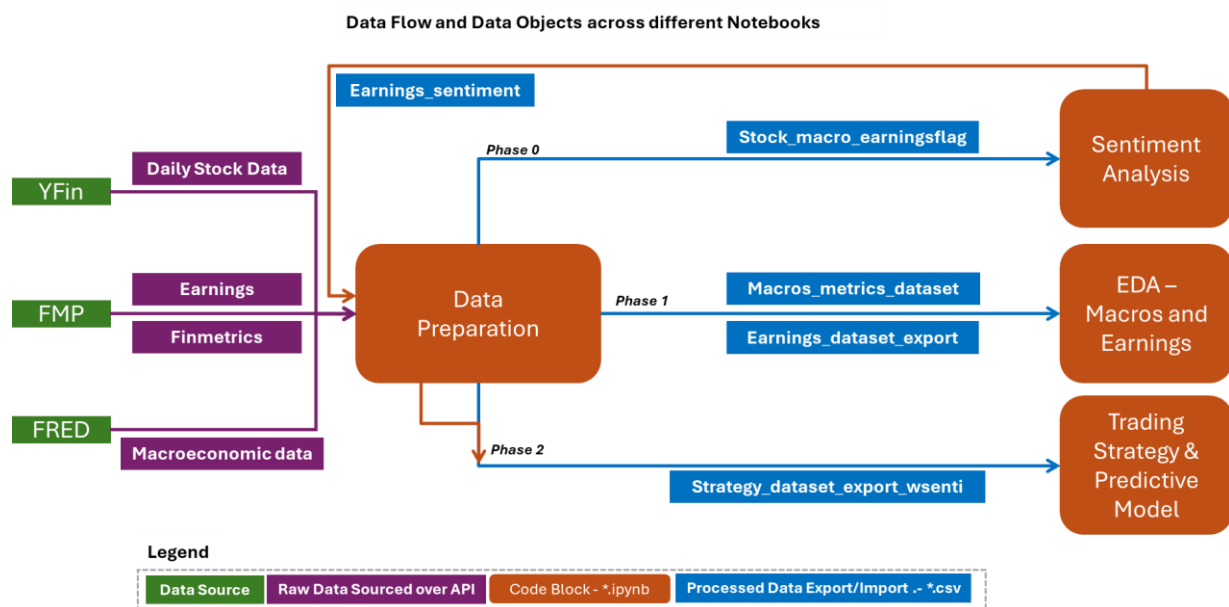 Data Flow and Data Objects across different Notebooks
Earnings_sentiment
Stock_macro_earningsflag
Phase 0
Sentiment
Analysis
Daily Stock Data
YFin
Earnings
FMP
Finmetrics
Data
Preparation
Phase 1
Macros_metrics_dataset
Earnings_dataset_export
EDA –
Macros and
Earnings
FRED
Macroeconomic data
Phase 2
Strategy_dataset_export_wsenti
Trading
Strategy &
Predictive
Model
Legend
Data Source
Raw Data Sourced over API
Code Block - *.ipynb
Processed Data Export/Import .- *.csv